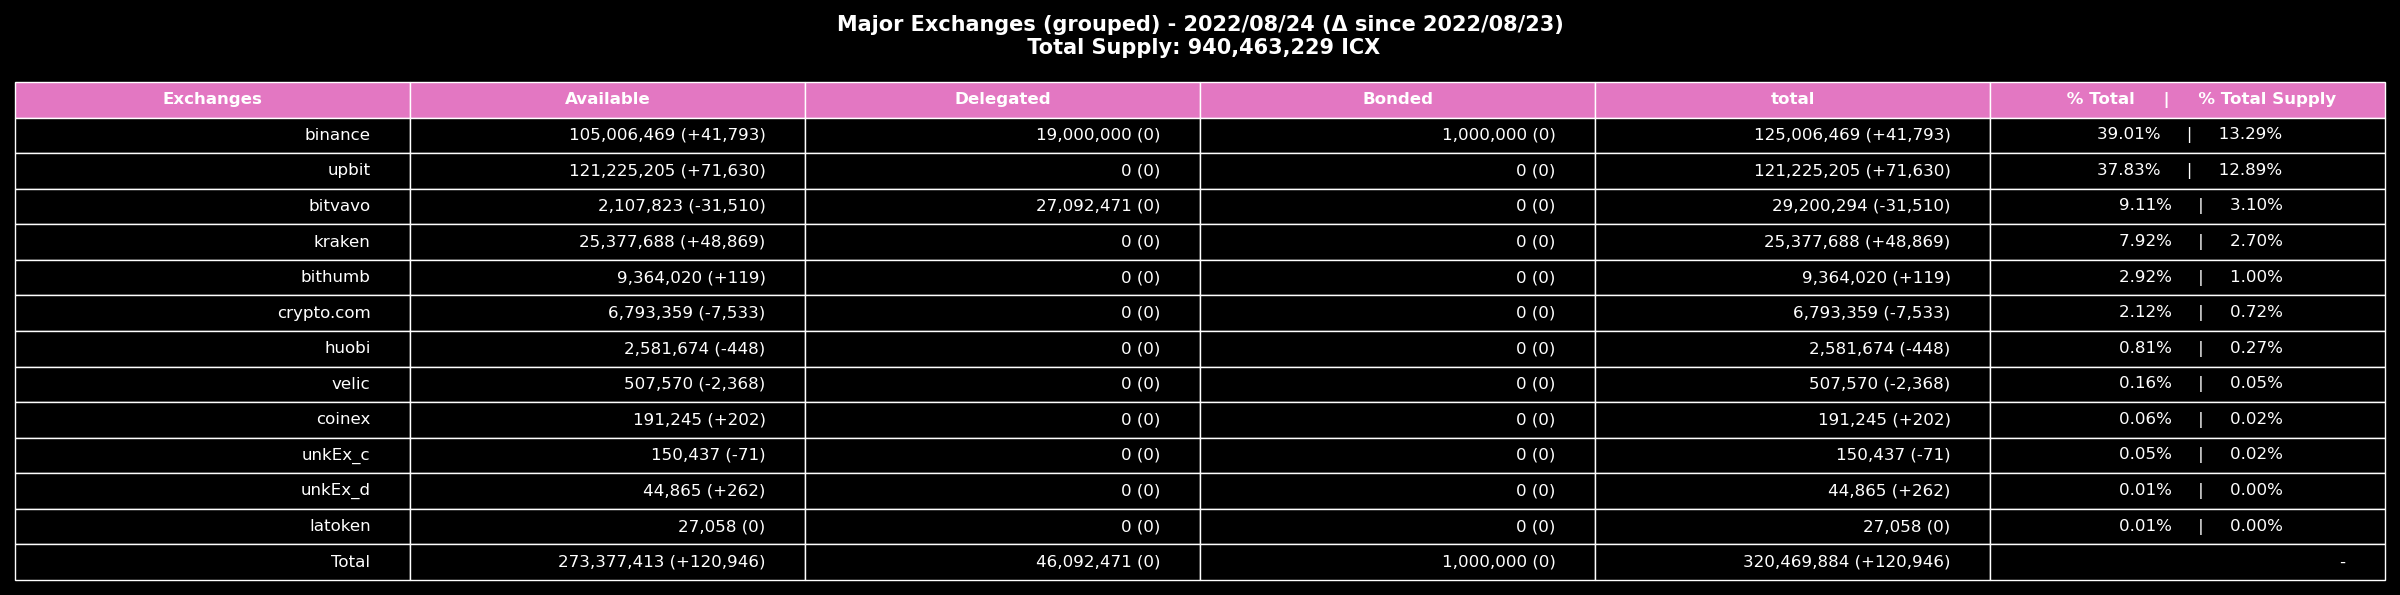 Major Exchanges (grouped) - 2022/08/24 (Δ since 2022/08/23)
Total Supply: 940,463,229 ICX
Exchanges Available Delegated Bonded total % Total | % Total Supply
binance 105,006,469 (+41,793) 19,000,000 (0) 1,000,000 (0) 125,006,469 (+41,793) 39.01% | 13.29%
upbit 121,225,205 (+71,630) 0 (0) 0 (0) 121,225,205 (+71,630) 37.83% | 12.89%
bitvavo 2,107,823 (-31,510) 27,092,471 (0) 0 (0) 29,200,294 (-31,510) 9.11% | 3.10%
kraken 25,377,688 (+48,869) 0 (0) 0 (0) 25,377,688 (+48,869) 7.92% | 2.70%
bithumb 9,364,020 (+119) 0 (0) 0 (0) 9,364,020 (+119) 2.92% | 1.00%
crypto.com 6,793,359 (-7,533) 0 (0) 0 (0) 6,793,359 (-7,533) 2.12% | 0.72%
huobi 2,581,674 (-448) 0 (0) 0 (0) 2,581,674 (-448) 0.81% | 0.27%
velic 507,570 (-2,368) 0 (0) 0 (0) 507,570 (-2,368) 0.16% | 0.05%
coinex 191,245 (+202) 0 (0) 0 (0) 191,245 (+202) 0.06% | 0.02%
unkEx_c 150,437 (-71) 0 (0) 0 (0) 150,437 (-71) 0.05% | 0.02%
unkEx_d 44,865 (+262) 0 (0) 0 (0) 44,865 (+262) 0.01% | 0.00%
latoken 27,058 (0) 0 (0) 0 (0) 27,058 (0) 0.01% | 0.00%
Total 273,377,413 (+120,946) 46,092,471 (0) 1,000,000 (0) 320,469,884 (+120,946) -